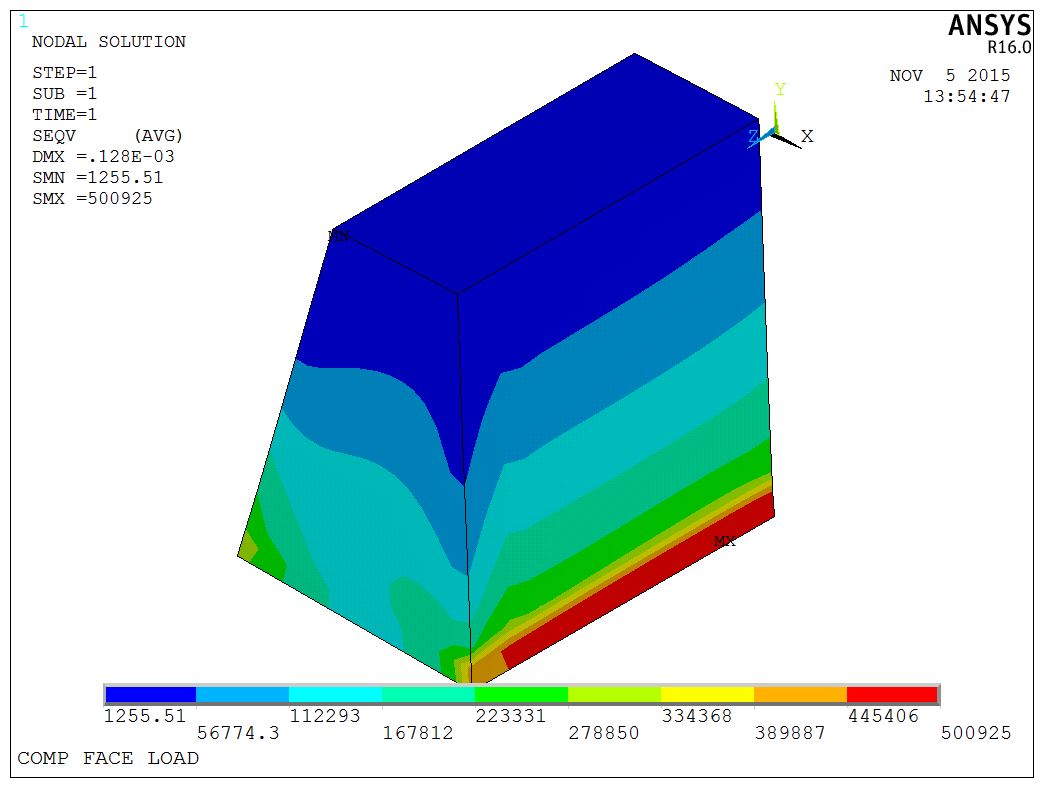 1
ANSYS
R16.0
NODAL SOLUTION
STEP=1
SUB =1
TIME=1
SEQV     (AVG)
DMX =.128E-03
SMN =1255.51
SMX =500925
NOV  5 2015
13:54:47
Y
Z X
MN
MX
1255.51 112293 223331 334368 445406
56774.3 167812 278850 389887 500925
COMP FACE LOAD